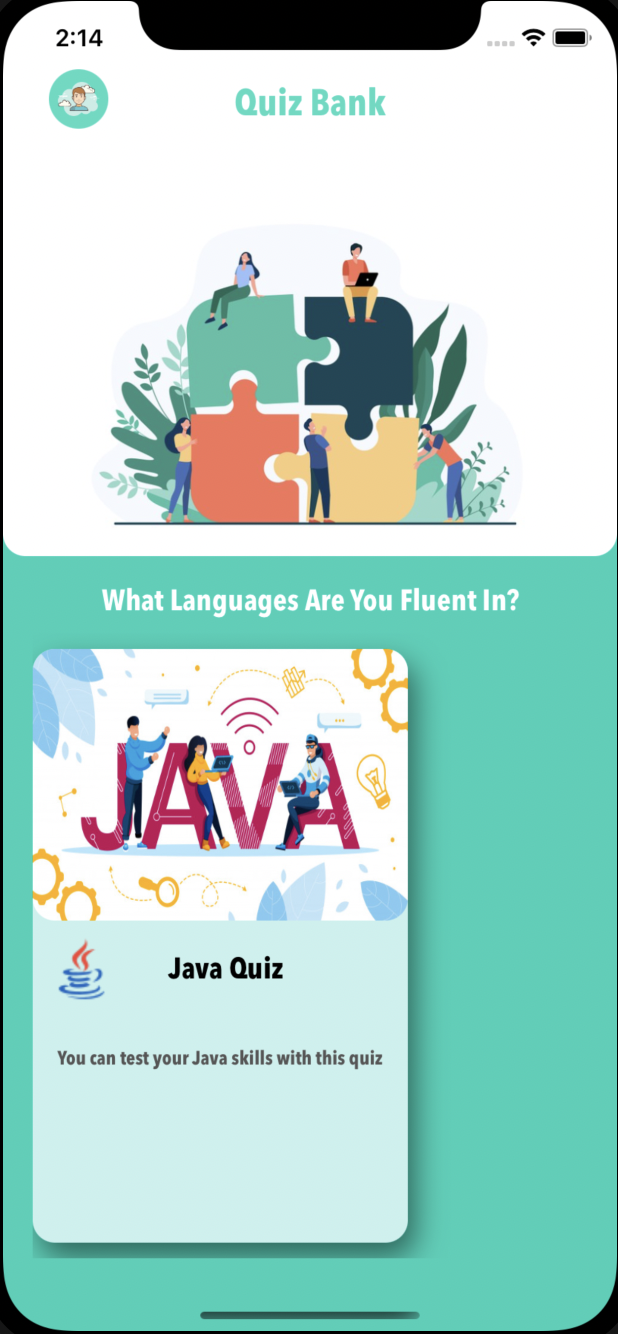 2:14
Quiz Bank
What Languages Are You Fluent In?
JAVA
Java Quiz
You can test your Java skills with this quiz